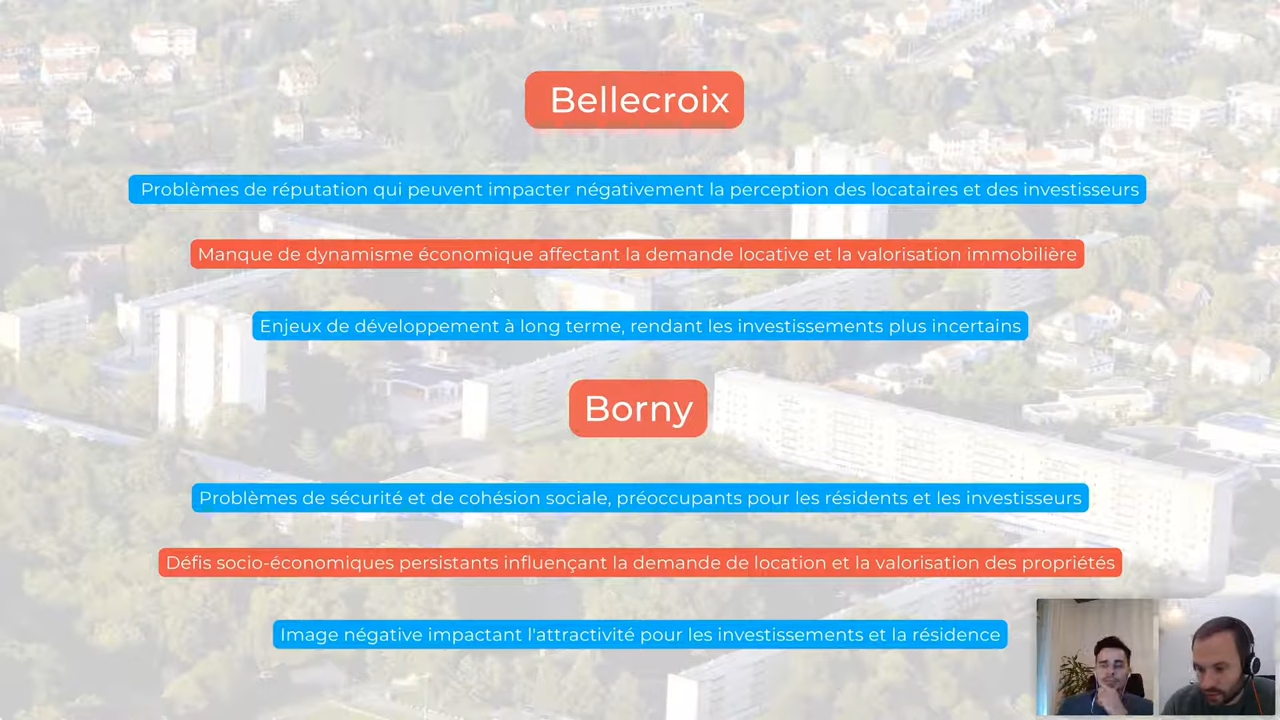 Bellecroix
Problèmes de réputation qui peuvent impacter négativement la perception des locataires et des investisseurs
Manque de dynamisme économique affectant la demande locative et la valorisation immobilière
Enjeux de développement à long terme, rendant les investissements plus incertains
Borny
Problèmes de sécurité et de cohésion sociale, préoccupants pour les résidents et les investisseurs
Défis socio-économiques persistants influençant la demande de location et la valorisation des propriétés
Image négative impactant l'attractivité pour les investissements et la résidence